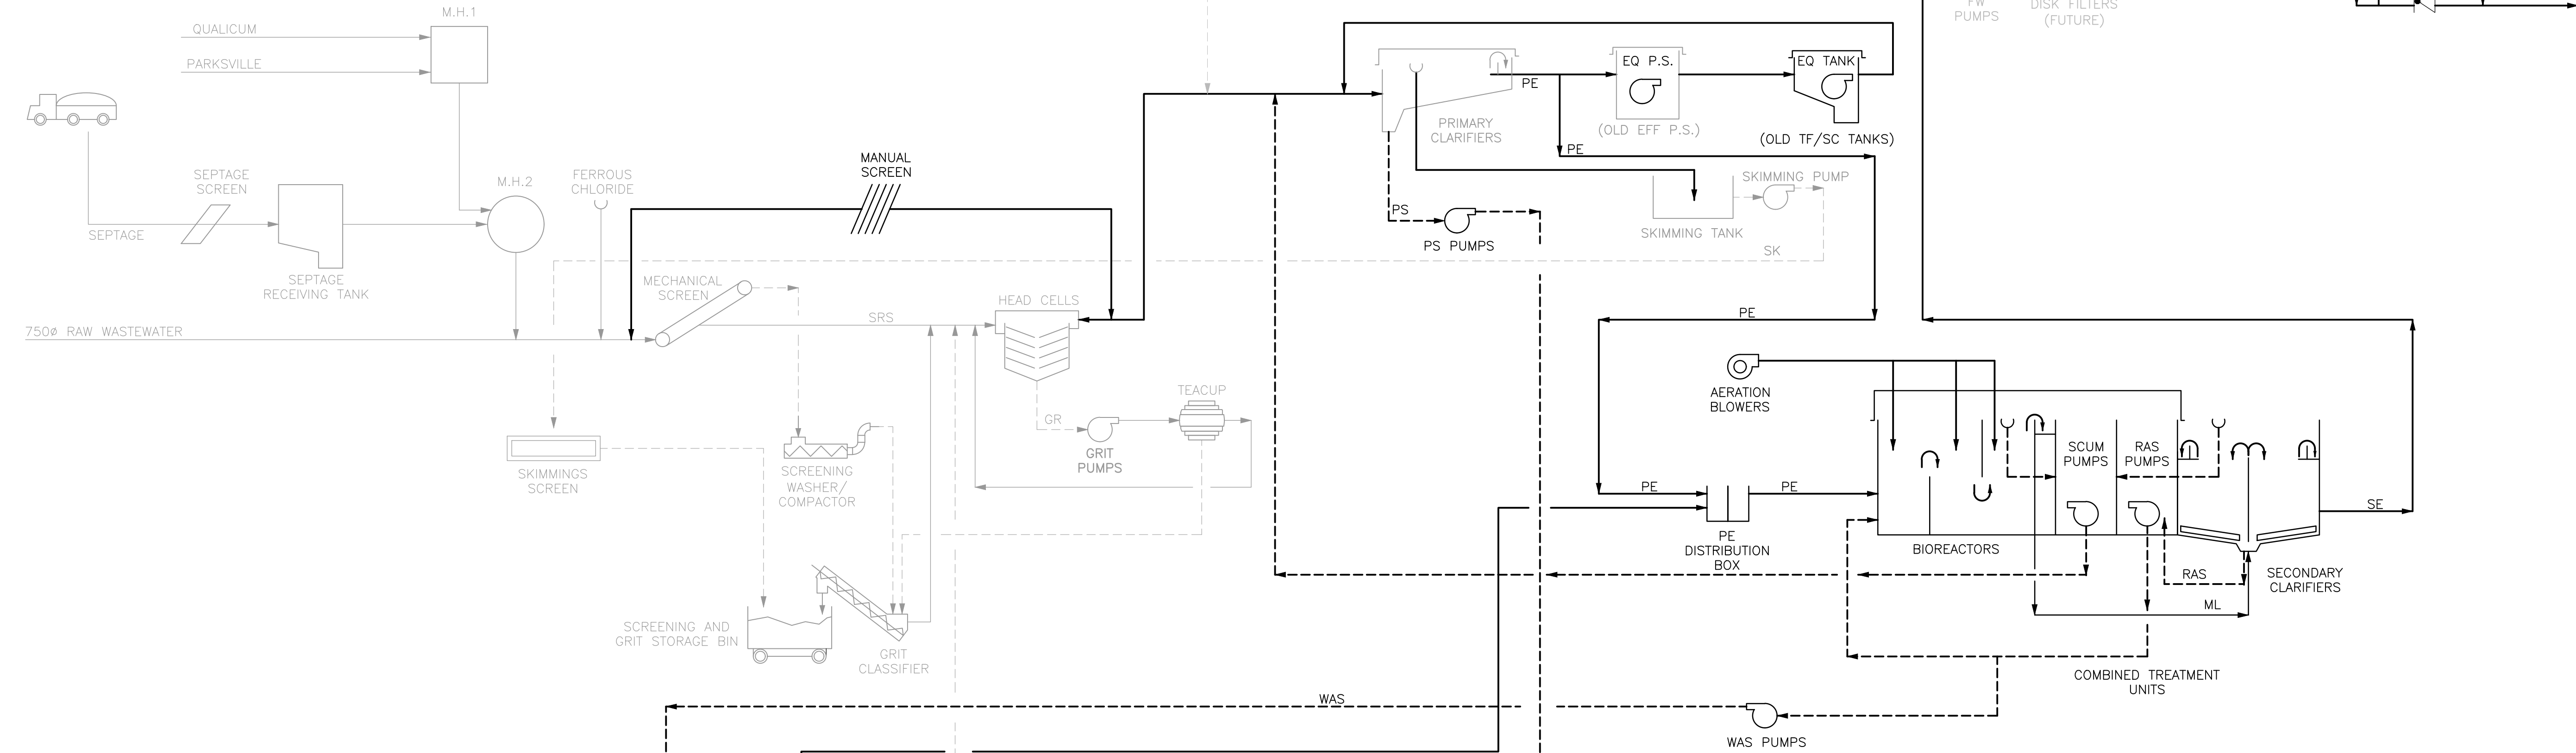 M.H.1
QUALICUM
PARKSVILLE
FW
PUMPS
DISK FILTERS
(FUTURE)
EQ P.S.
EQ TANK
PE
PRIMARY
CLARIFIERS
(OLD EFF P.S.)
(OLD TF/SC TANKS)
PE
MANUAL
SCREEN
SEPTAGE
SCREEN
M.H.2
FERROUS
CHLORIDE
SKIMMING PUMP
PS
SEPTAGE
SKIMMING TANK
PS PUMPS
SK
SEPTAGE
RECEIVING TANK
MECHANICAL
SCREEN
HEAD CELLS
750ø RAW WASTEWATER
SRS
PE
AERATION
BLOWERS
TEACUP
GR
GRIT
PUMPS
SCUM
PUMPS
RAS
PUMPS
SKIMMINGS
SCREEN
SCREENING
WASHER/
COMPACTOR
PE
PE
SE
PE
DISTRIBUTION
BOX
BIOREACTORS
RAS
SECONDARY
CLARIFIERS
ML
SCREENING AND
GRIT STORAGE BIN
GRIT
CLASSIFIER
COMBINED TREATMENT
UNITS
WAS
WAS PUMPS